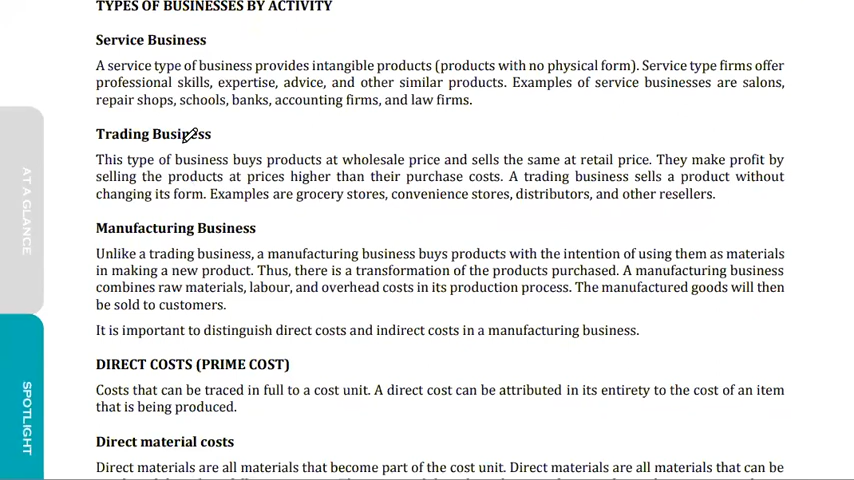 TYPES OF BUSINESSES BY ACTIVITY
Service Business
A service type of business provides intangible products (products with no physical form). Service type firms offer
professional skills, expertise, advice, and other similar products. Examples of service businesses are salons,
repair shops, schools, banks, accounting firms, and law firms.
Trading Business
This type of business buys products at wholesale price and sells the same at retail price. They make profit by
selling the products at prices higher than their purchase costs. A trading business sells a product without
changing its form. Examples are grocery stores, convenience stores, distributors, and other resellers.
Manufacturing Business
Unlike a trading business, a manufacturing business buys products with the intention of using them as materials
in making a new product. Thus, there is a transformation of the products purchased. A manufacturing business
combines raw materials, labour, and overhead costs in its production process. The manufactured goods will then
be sold to customers.
It is important to distinguish direct costs and indirect costs in a manufacturing business.
DIRECT COSTS (PRIME COST)
Costs that can be traced in full to a cost unit. A direct cost can be attributed in its entirety to the cost of an item
that is being produced.
Direct material costs
Direct materials are all materials that become part of the cost unit. Direct materials are all materials that can be
AT A GLANCE
SPOTLIGHT